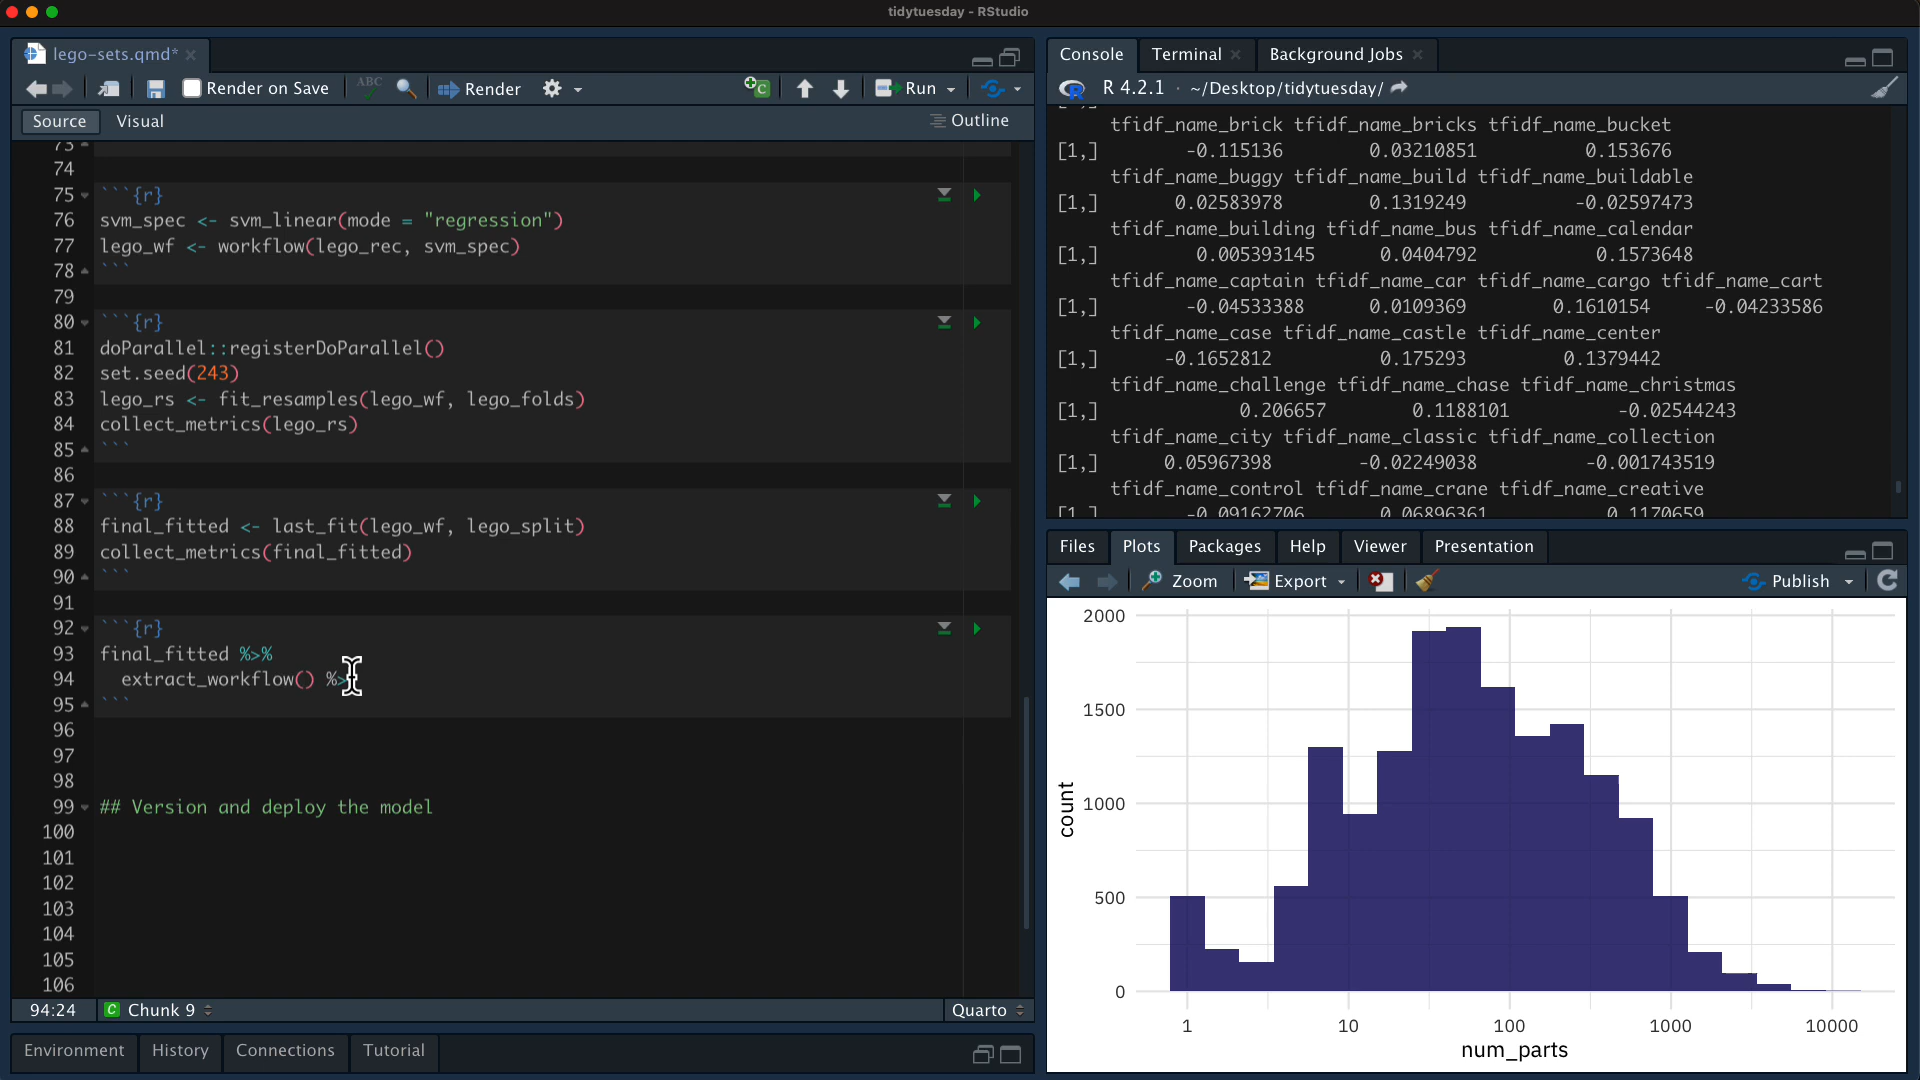 tidytuesday - RStudio
lego-sets.qmd*
Render on Save
ABC
Render
Run
Source
Visual
Outline
73
74
75 ```{r}
76 svm_spec <- svm_linear(mode = "regression")
77 lego_wf <- workflow(lego_rec, svm_spec)
78 ```
79
80 ```{r}
81 doParallel::registerDoParallel()
82 set.seed(243)
83 lego_rs <- fit_resamples(lego_wf, lego_folds)
84 collect_metrics(lego_rs)
85 ```
86
87 ```{r}
88 final_fitted <- last_fit(lego_wf, lego_split)
89 collect_metrics(final_fitted)
90 ```
91
92 ```{r}
93 final_fitted %>%
94 extract_workflow() %>
95 ```
96
97
98
99 ## Version and deploy the model
100
101
102
103
104
105
106
94:24
C Chunk 9
Quarto
Environment
History
Connections
Tutorial
Console
Terminal
Background Jobs
R 4.2.1 · ~/Desktop/tidytuesday/
tfidf_name_brick tfidf_name_bricks tfidf_name_bucket
[1,] -0.115136 0.03210851 0.153676
tfidf_name_buggy tfidf_name_build tfidf_name_buildable
[1,] 0.02583978 0.1319249 -0.02597473
tfidf_name_building tfidf_name_bus tfidf_name_calendar
[1,] 0.005393145 0.0404792 0.1573648
tfidf_name_captain tfidf_name_car tfidf_name_cargo tfidf_name_cart
[1,] -0.04533388 0.0109369 0.1610154 -0.04233586
tfidf_name_case tfidf_name_castle tfidf_name_center
[1,] -0.1652812 0.175293 0.1379442
tfidf_name_challenge tfidf_name_chase tfidf_name_christmas
[1,] 0.206657 0.1188101 -0.02544243
tfidf_name_city tfidf_name_classic tfidf_name_collection
[1,] 0.05967398 -0.02249038 -0.001743519
tfidf_name_control tfidf_name_crane tfidf_name_creative
[1,] -0.09162706 0.06896361 0.1170659
Files
Plots
Packages
Help
Viewer
Presentation
Zoom
Export
Publish
2000
1500
1000
500
0
count
1
10
100
1000
10000
num_parts